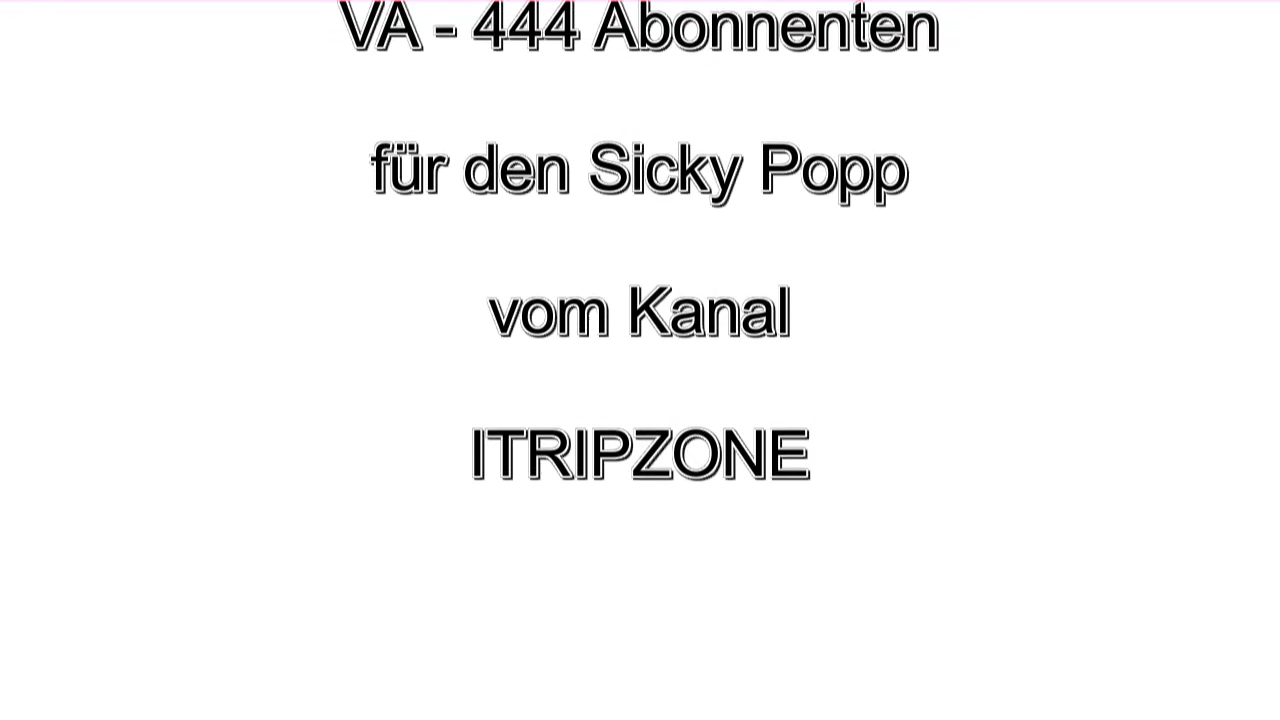 VA - 444 Abonnenten
für den Sicky Popp
vom Kanal
ITRIPZONE